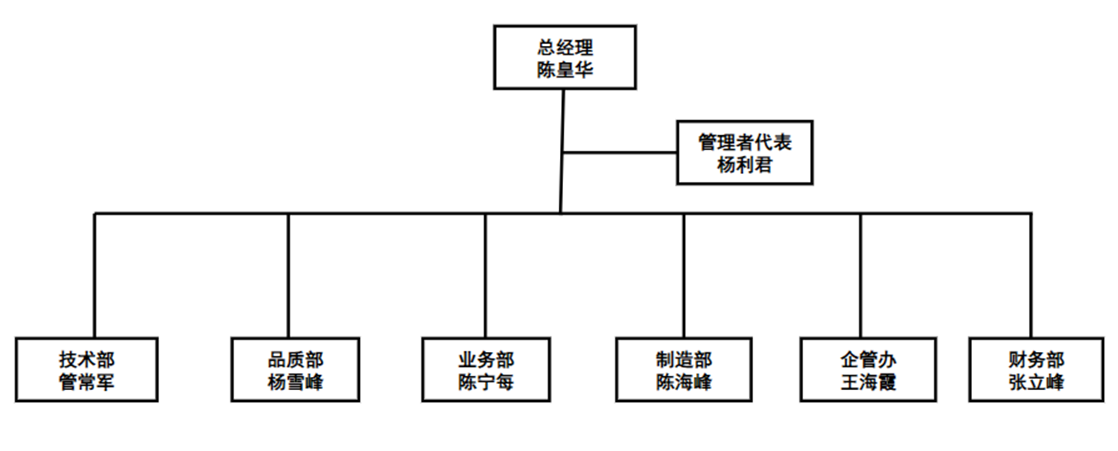 总经理
陈皇华
管理者代表
杨利君
技术部
管常军
品质部
杨雪峰
业务部
陈宁每
制造部
陈海峰
企管办
王海霞
财务部
张立峰